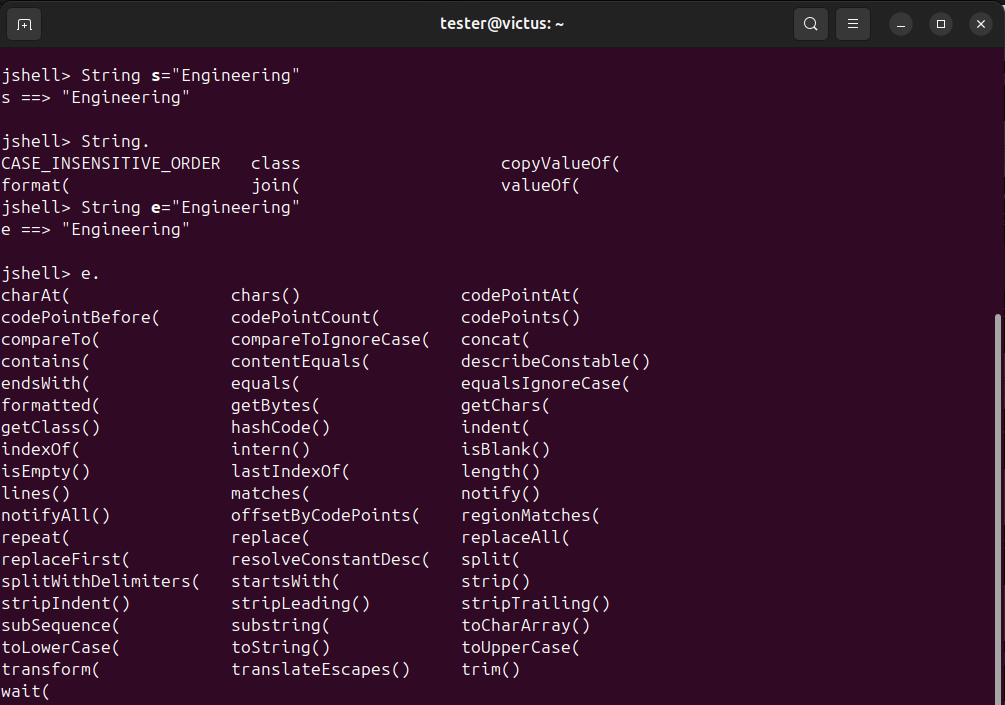 tester@victus: ~
jshell> String s="Engineering"
s ==> "Engineering"
jshell> String.
CASE_INSENSITIVE_ORDER   class                    copyValueOf(
format(                  join(                    valueOf(
jshell> String e="Engineering"
e ==> "Engineering"
jshell> e.
charAt(                chars()                codePointAt(
codePointBefore(       codePointCount(        codePoints()
compareTo(             compareToIgnoreCase(   concat(
contains(              contentEquals(         describeConstable()
endsWith(              equals(                equalsIgnoreCase(
formatted(             getBytes(              getChars(
getClass()             hashCode()             indent(
indexOf(               intern()               isBlank()
isEmpty()              lastIndexOf(           length()
lines()                matches(               notify()
notifyAll()            offsetByCodePoints(    regionMatches(
repeat(                replace(               replaceAll(
replaceFirst(          resolveConstantDesc(   split(
splitWithDelimiters(   startsWith(            strip()
stripIndent()          stripLeading()         stripTrailing()
subSequence(           substring(             toCharArray()
toLowerCase(           toString()             toUpperCase(
transform(             translateEscapes()     trim()
wait(